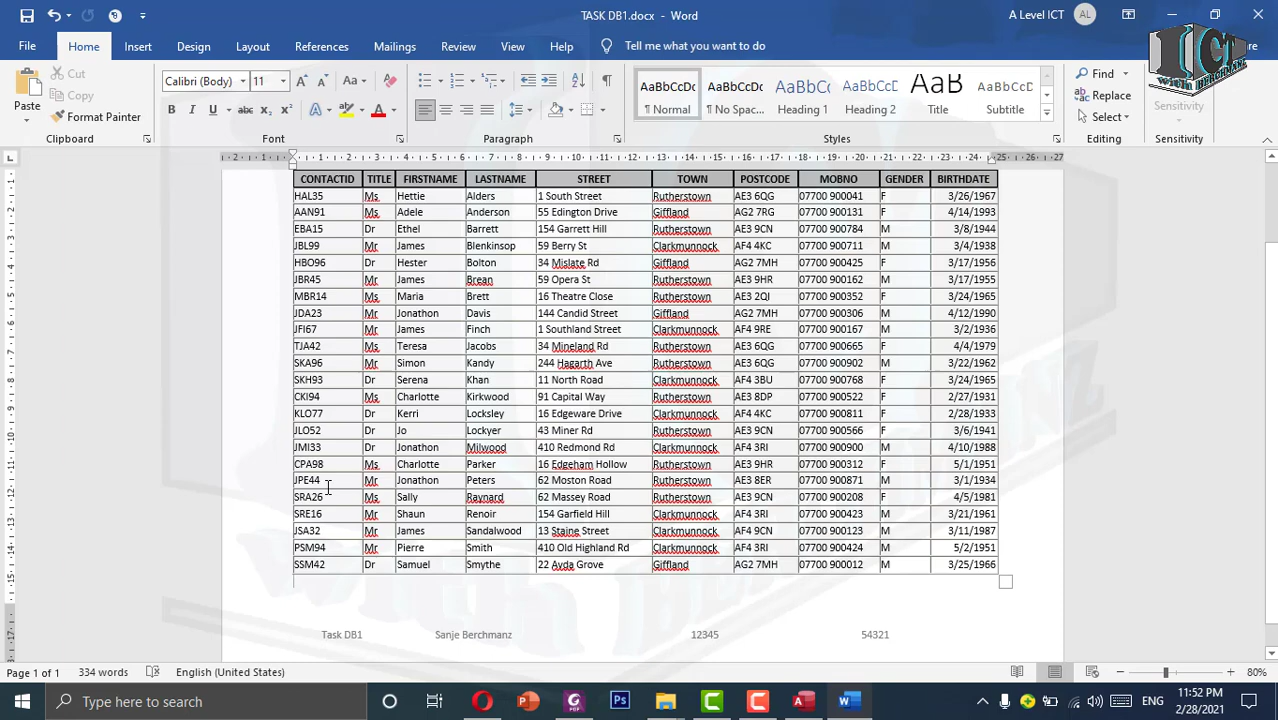 TASK DB1.docx - Word
A Level ICT
AL
File Home Insert Design Layout References Mailings Review View Help Tell me what you want to do
ICT
Paste
Cut
Copy
Format Painter
Clipboard
Calibri (Body) 11
Font
Paragraph
AaBbCcDc AaBbCcDc AaBbCc AaBbCc AaB AaBbCcD
¶ Normal ¶ No Spac... Heading 1 Heading 2 Title Subtitle
Styles
Find
Replace
Select
Editing
Sensitivity
Sensitivity
CONTACTID TITLE FIRSTNAME LASTNAME STREET TOWN POSTCODE MOBNO GENDER BIRTHDATE
HAL35 Ms Hettie Alders 1 South Street Rutherstown AE3 6QG 07700 900041 F 3/26/1967
AAN91 Ms Adele Anderson 55 Edington Drive Giffland AG2 7RG 07700 900131 F 4/14/1993
EBA15 Dr Ethel Barrett 154 Garrett Hill Rutherstown AE3 9CN 07700 900784 M 3/8/1944
JBL99 Mr James Blenkinsop 59 Berry St Clarkmunnock AF4 4KC 07700 900711 M 3/4/1938
HBO96 Dr Hester Bolton 34 Mislate Rd Giffland AG2 7MH 07700 900425 F 3/17/1956
JBR45 Mr James Brean 59 Opera St Rutherstown AE3 9HR 07700 900162 M 3/17/1955
MBR14 Ms Maria Brett 16 Theatre Close Rutherstown AE3 2QI 07700 900352 F 3/24/1965
JDA23 Mr Jonathon Davis 144 Candid Street Giffland AG2 7MH 07700 900306 M 4/12/1990
JFI67 Mr James Finch 1 Southland Street Clarkmunnock AF4 9RE 07700 900167 M 3/2/1936
TJA42 Ms Teresa Jacobs 34 Mineland Rd Rutherstown AE3 6QG 07700 900665 F 4/4/1979
SKA96 Mr Simon Kandy 244 Hagarth Ave Rutherstown AE3 6QG 07700 900902 M 3/22/1962
SKH93 Dr Serena Khan 11 North Road Clarkmunnock AF4 3BU 07700 900768 F 3/24/1965
CKI94 Ms Charlotte Kirkwood 91 Capital Way Rutherstown AE3 8DP 07700 900522 F 2/27/1931
KLO77 Dr Kerri Locksley 16 Edgeware Drive Clarkmunnock AF4 4KC 07700 900811 F 2/28/1933
JLO52 Dr Jo Lockyer 43 Miner Rd Rutherstown AE3 9CN 07700 900566 F 3/6/1941
JMI33 Dr Jonathon Milwood 410 Redmond Rd Clarkmunnock AF4 3RI 07700 900900 M 4/10/1988
CPA98 Ms Charlotte Parker 16 Edgeham Hollow Rutherstown AE3 9HR 07700 900312 F 5/1/1951
JPE44 Mr Jonathon Peters 62 Moston Road Rutherstown AE3 8ER 07700 900871 M 3/1/1934
SRA26 Ms Sally Raynard 62 Massey Road Rutherstown AE3 9CN 07700 900208 F 4/5/1981
SRE16 Mr Shaun Renoir 154 Garfield Hill Clarkmunnock AF4 3RI 07700 900423 M 3/21/1961
JSA32 Mr James Sandalwood 13 Staine Street Clarkmunnock AF4 9CN 07700 900123 M 3/11/1987
PSM94 Mr Pierre Smith 410 Old Highland Rd Clarkmunnock AF4 3RI 07700 900424 M 5/2/1951
SSM42 Dr Samuel Smythe 22 Ayda Grove Giffland AG2 7MH 07700 900012 M 3/25/1966
Task DB1 Sanje Berchmanz 12345 54321
Page 1 of 1 334 words English (United States) 80%
Type here to search
ENG
11:52 PM
2/28/2021